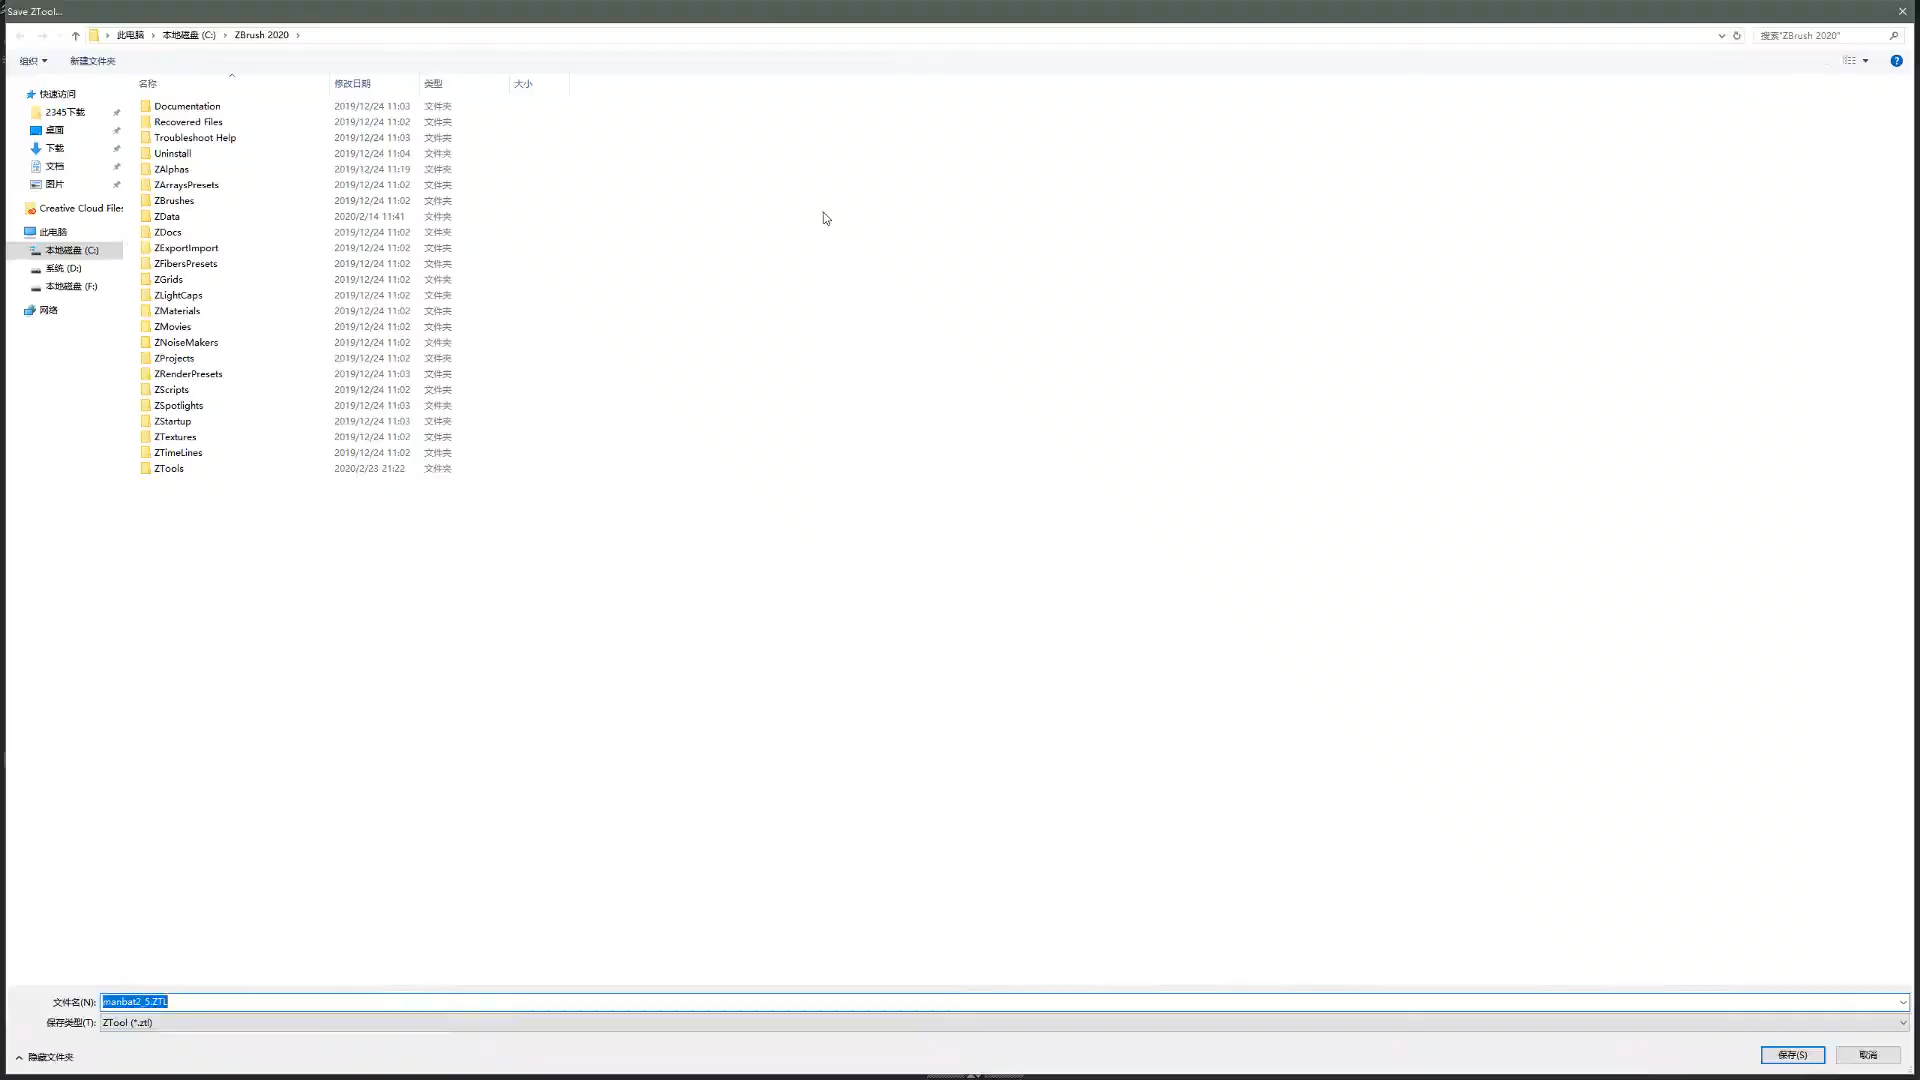 Save ZTool...
此电脑 › 本地磁盘 (C:) › ZBrush 2020 ›
搜索"ZBrush 2020"
组织 新建文件夹
名称 修改日期 类型 大小
快速访问
2345下载
桌面
下载
文档
图片
Creative Cloud Files
此电脑
本地磁盘 (C:)
系统 (D:)
本地磁盘 (F:)
网络
Documentation 2019/12/24 11:03 文件夹
Recovered Files 2019/12/24 11:02 文件夹
Troubleshoot Help 2019/12/24 11:03 文件夹
Uninstall 2019/12/24 11:04 文件夹
ZAlphas 2019/12/24 11:19 文件夹
ZArraysPresets 2019/12/24 11:02 文件夹
ZBrushes 2019/12/24 11:02 文件夹
ZData 2020/2/14 11:41 文件夹
ZDocs 2019/12/24 11:02 文件夹
ZExportImport 2019/12/24 11:02 文件夹
ZFibersPresets 2019/12/24 11:02 文件夹
ZGrids 2019/12/24 11:02 文件夹
ZLightCaps 2019/12/24 11:02 文件夹
ZMaterials 2019/12/24 11:02 文件夹
ZMovies 2019/12/24 11:02 文件夹
ZNoiseMakers 2019/12/24 11:02 文件夹
ZProjects 2019/12/24 11:02 文件夹
ZRenderPresets 2019/12/24 11:03 文件夹
ZScripts 2019/12/24 11:02 文件夹
ZSpotlights 2019/12/24 11:03 文件夹
ZStartup 2019/12/24 11:03 文件夹
ZTextures 2019/12/24 11:02 文件夹
ZTimeLines 2019/12/24 11:02 文件夹
ZTools 2020/2/23 21:22 文件夹
文件名(N): manbat2_5.ZTL
保存类型(T): ZTool (*.ztl)
隐藏文件夹
保存(S) 取消